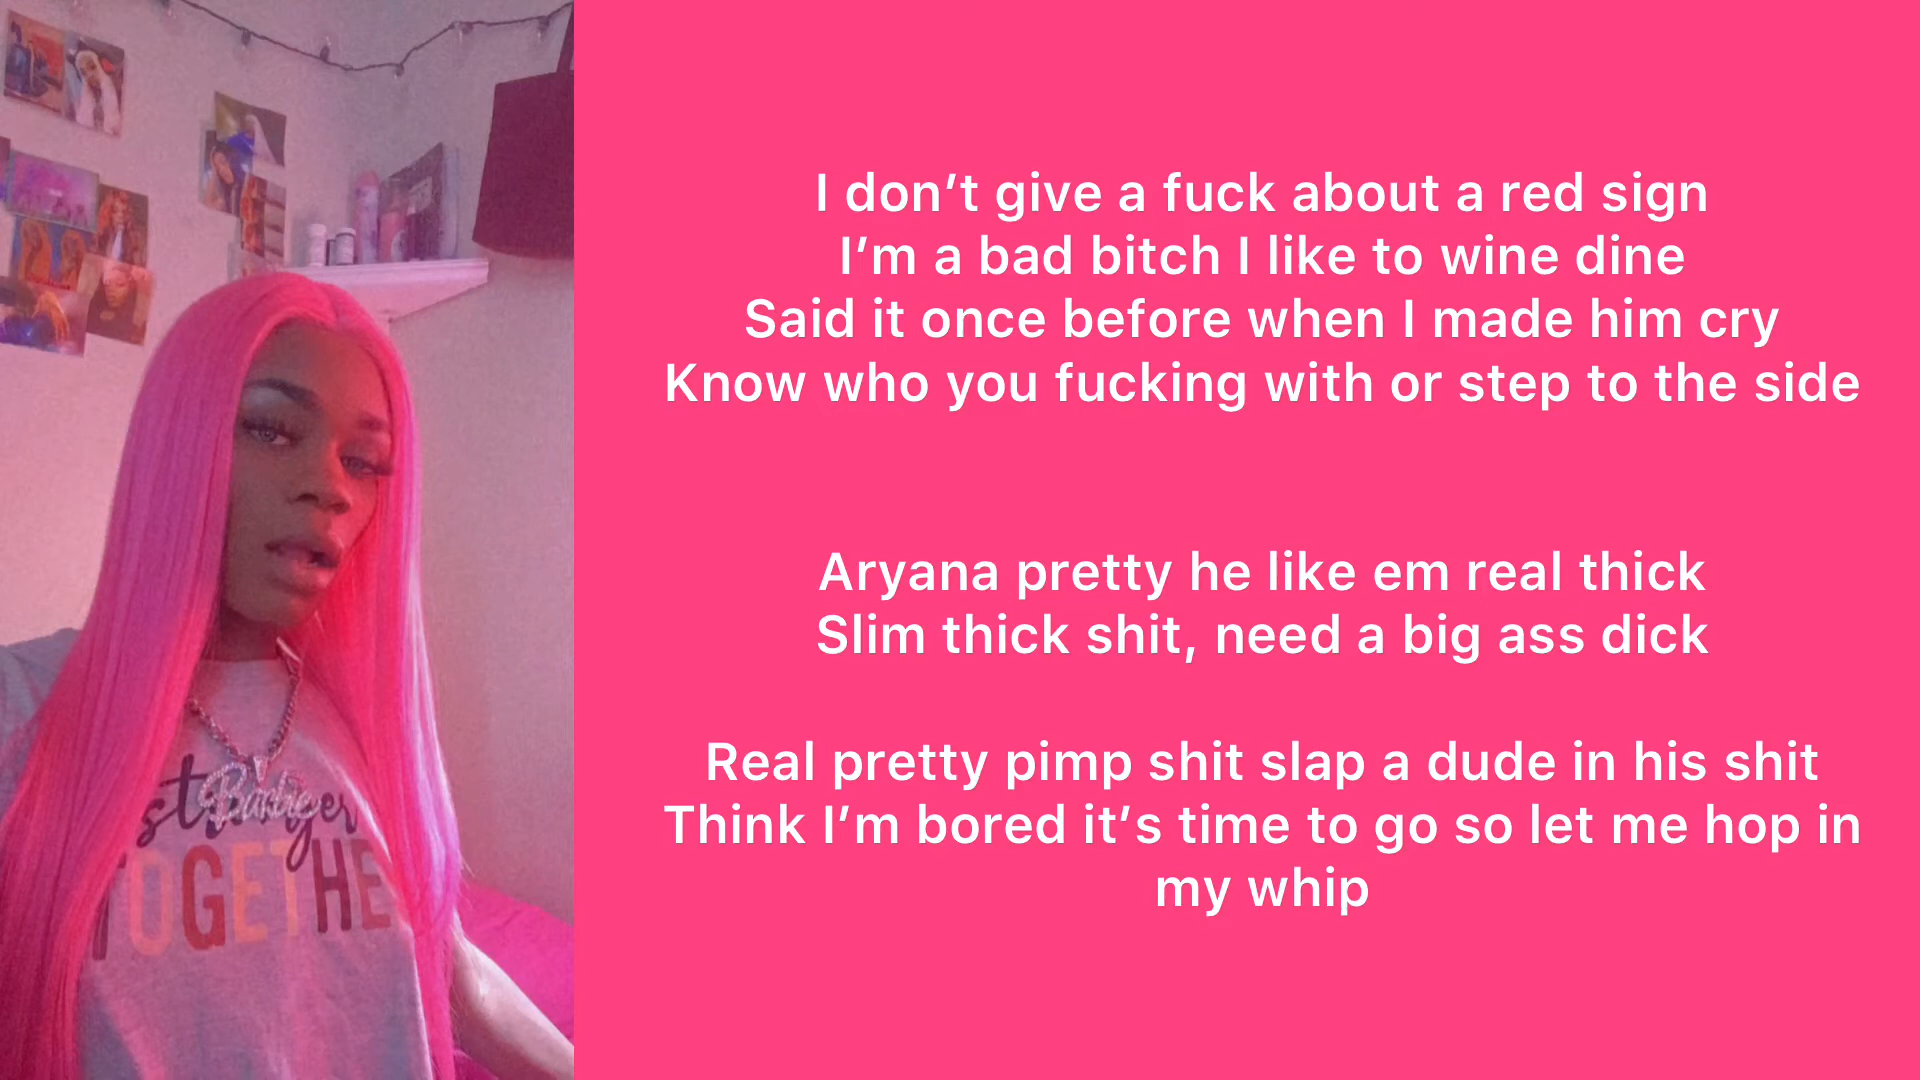 stronger
TOGETHE
Barbie
I don’t give a fuck about a red sign
I’m a bad bitch I like to wine dine
Said it once before when I made him cry
Know who you fucking with or step to the side
Aryana pretty he like em real thick
Slim thick shit, need a big ass dick
Real pretty pimp shit slap a dude in his shit
Think I’m bored it’s time to go so let me hop in
my whip